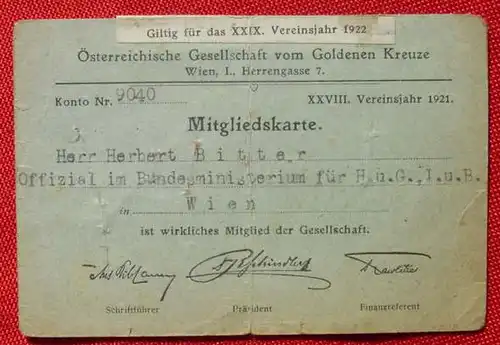 Giltig für das XXIX. Vereinsjahr 1922
Österreichische Gesellschaft vom Goldenen Kreuze
Wien, I., Herrengasse 7.
Konto Nr. 9040 XXVIII. Vereinsjahr 1921.
Mitgliedskarte.
Herr Herbert Bitter
Offizial im Bundesministerium für H.u.G.,I.u.B.
in Wien
ist wirkliches Mitglied der Gesellschaft.
Schriftführer Präsident Finanzreferent